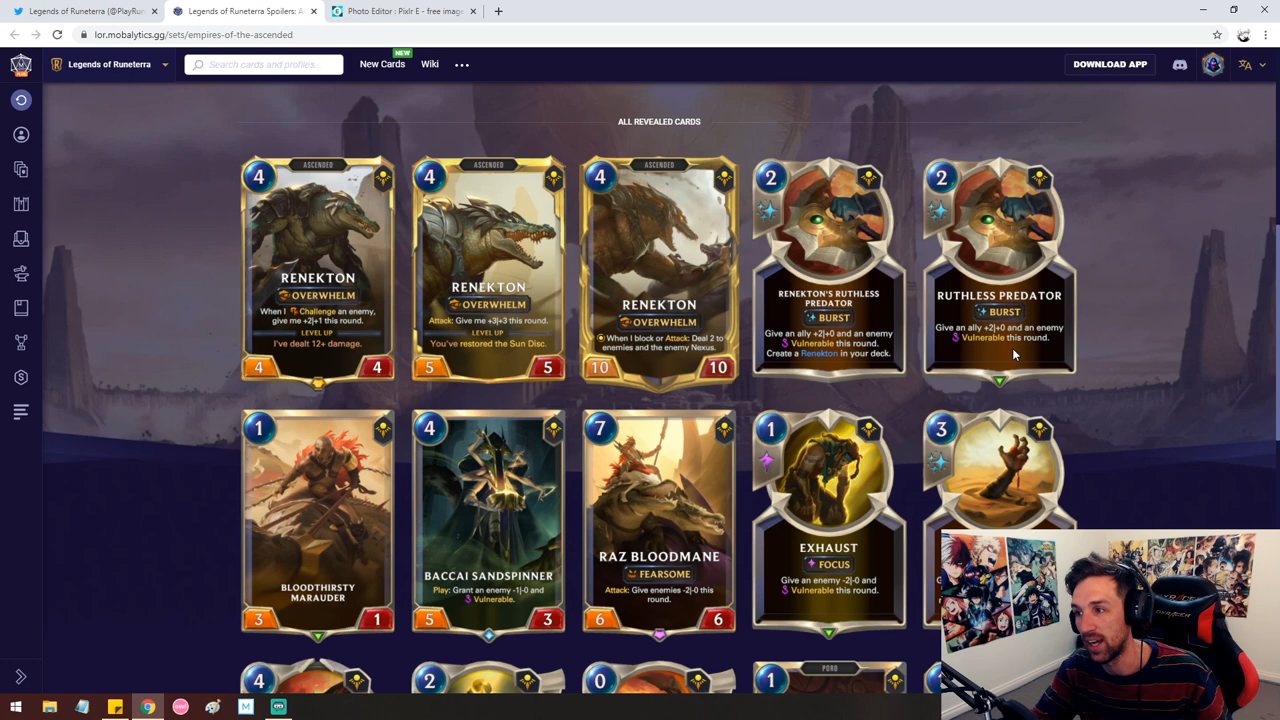 Legends of Runeterra (@PlayRun
Legends of Runeterra Spoilers: A
Photo Editor : Pixlr E - free image
lor.mobalytics.gg/sets/empires-of-the-ascended
Legends of Runeterra
Search cards and profiles...
NEW
New Cards
Wiki
DOWNLOAD APP
ALL REVEALED CARDS
4
ASCENDED
RENEKTON
OVERWHELM
When I Challenge an enemy,
give me +2|+1 this round.
LEVEL UP
I've dealt 12+ damage.
4
4
4
ASCENDED
RENEKTON
OVERWHELM
Attack: Give me +3|+3 this round.
LEVEL UP
You've restored the Sun Disc.
5
5
4
ASCENDED
RENEKTON
OVERWHELM
When I block or Attack: Deal 2 to
enemies and the enemy Nexus.
10
10
2
RENEKTON'S RUTHLESS
PREDATOR
BURST
Give an ally +2|+0 and an enemy
Vulnerable this round.
Create a Renekton in your deck.
2
RUTHLESS PREDATOR
BURST
Give an ally +2|+0 and an enemy
Vulnerable this round.
1
BLOODTHIRSTY
MARAUDER
3
1
4
BACCAI SANDSPINNER
Play: Grant an enemy -1|-0 and
Vulnerable.
5
3
7
RAZ BLOODMANE
FEARSOME
Attack: Give enemies -2|-0 this
round.
6
6
1
EXHAUST
FOCUS
Give an enemy -2|-0 and
Vulnerable this round.
3
4
2
0
1
PORO